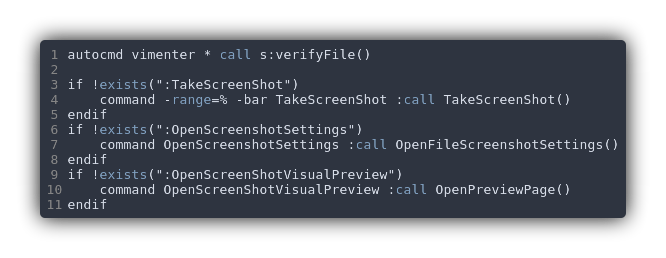 1 autocmd vimenter * call s:verifyFile()
2
3 if !exists(":TakeScreenShot")
4     command -range=% -bar TakeScreenShot :call TakeScreenShot()
5 endif
6 if !exists(":OpenScreenshotSettings")
7     command OpenScreenshotSettings :call OpenFileScreenshotSettings()
8 endif
9 if !exists(":OpenScreenShotVisualPreview")
10     command OpenScreenShotVisualPreview :call OpenPreviewPage()
11 endif